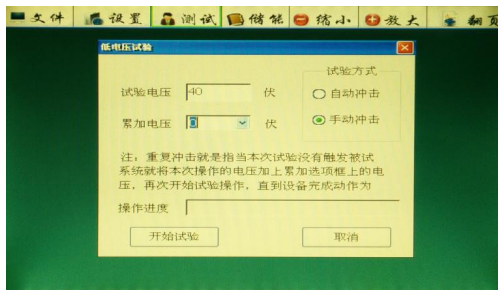 文件 设置 测试 储能 缩小 放大 翻页
低电压试验
试验方式
试验电压 40 伏
自动冲击
累加电压 0 伏
手动冲击
注：重复冲击就是指当本次试验没有触发被试
系统就将本次操作的电压加上累加选项框上的电
压，再次开始试验操作，直到设备完成动作为
操作进度
开始试验 取消